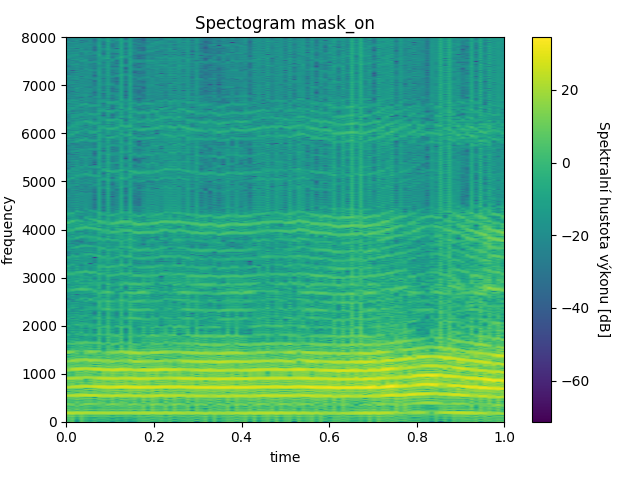 Spectogram mask_on
8000
7000
6000
5000
4000
3000
2000
1000
0
frequency
0.0 0.2 0.4 0.6 0.8 1.0
time
20
0
−20
−40
−60
Spektralní hustota výkonu [dB]